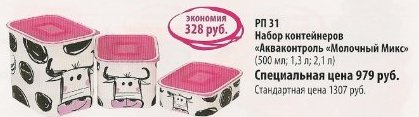 экономия
328 руб.
РП 31
Набор контейнеров
«Акваконтроль «Молочный Микс»
(500 мл; 1,3 л; 2,1 л)
Специальная цена 979 руб.
Стандартная цена 1307 руб.